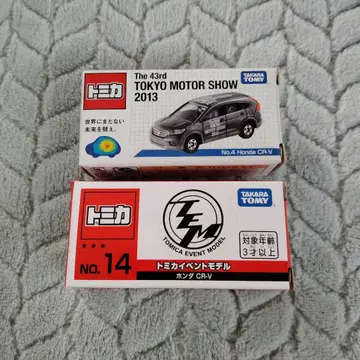 トミカ
The 43rd
TOKYO MOTOR SHOW
2013
TAKARA
TOMY
世界にまだない
未来を競え。
No.4 Honda CR-V
トミカ
TEM
TOMICA EVENT MODEL
TAKARA
TOMY
対象年齢
3才以上
NO. 14
トミカイベントモデル
ホンダ CR-V